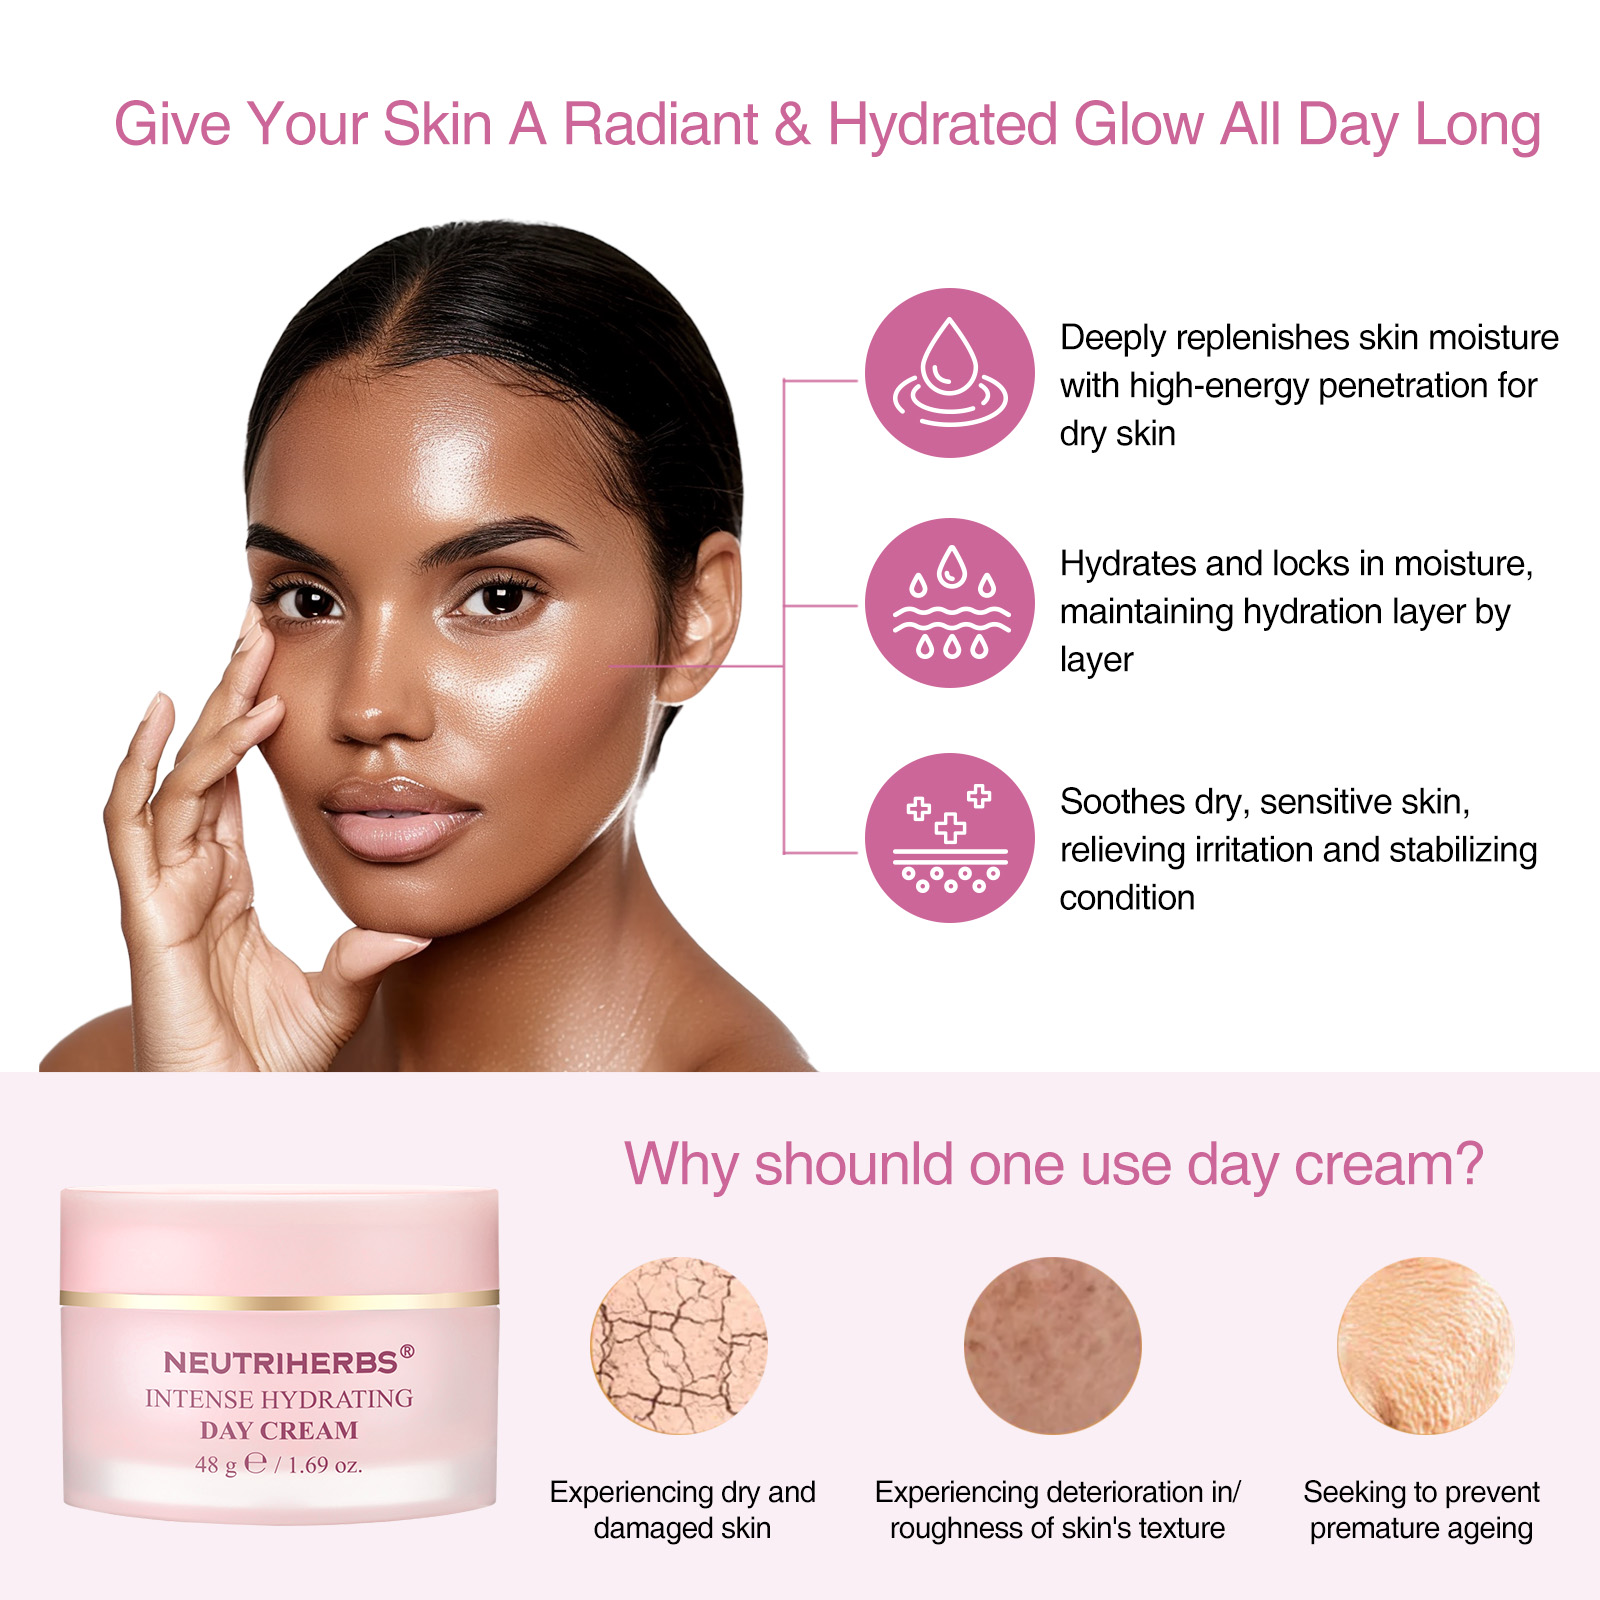 Give Your Skin A Radiant & Hydrated Glow All Day Long
Deeply replenishes skin moisture
with high-energy penetration for
dry skin
Hydrates and locks in moisture,
maintaining hydration layer by
layer
Soothes dry, sensitive skin,
relieving irritation and stabilizing
condition
Why shounld one use day cream?
NEUTRIHERBS®
INTENSE HYDRATING
DAY CREAM
48 g ℮ / 1.69 oz.
Experiencing dry and
damaged skin
Experiencing deterioration in/
roughness of skin's texture
Seeking to prevent
premature ageing